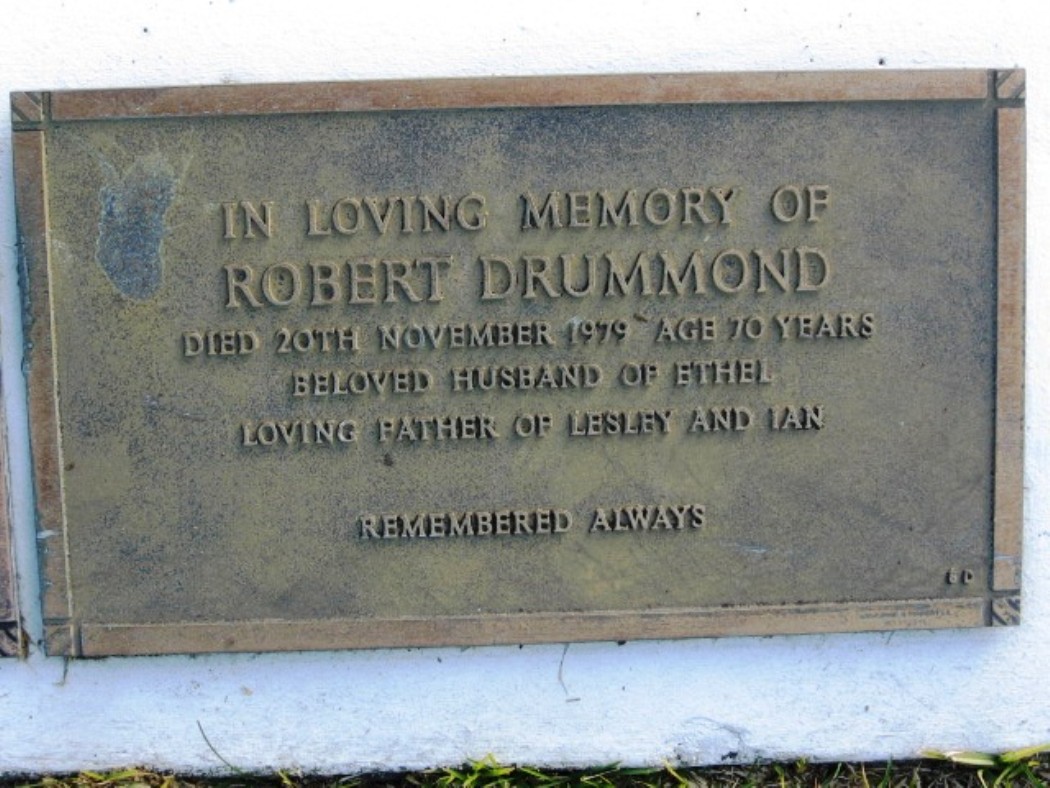 IN LOVING MEMORY OF
ROBERT DRUMMOND
DIED 20TH NOVEMBER 1979 AGE 70 YEARS
BELOVED HUSBAND OF ETHEL
LOVING FATHER OF LESLEY AND IAN
REMEMBERED ALWAYS